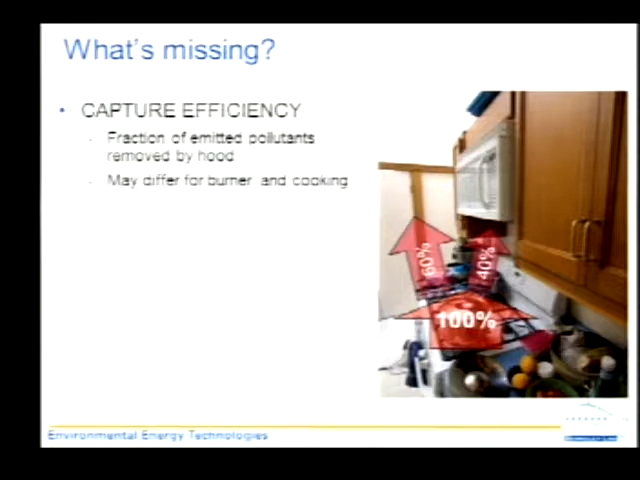 What's missing?
• CAPTURE EFFICIENCY
Fraction of emitted pollutants
removed by hood
May differ for burner and cooking
60%
40%
100%
Environmental Energy Technologies